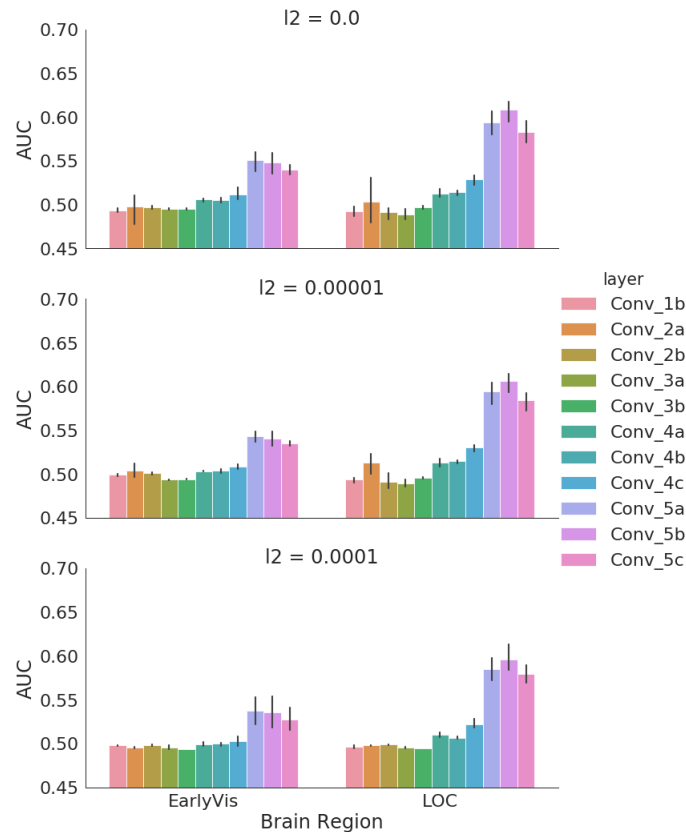 l2 = 0.0
0.70
0.65
0.60
0.55
0.50
0.45
AUC
l2 = 0.00001
0.70
0.65
0.60
0.55
0.50
0.45
AUC
l2 = 0.0001
0.70
0.65
0.60
0.55
0.50
0.45
AUC
EarlyVis LOC
Brain Region
layer
Conv_1b
Conv_2a
Conv_2b
Conv_3a
Conv_3b
Conv_4a
Conv_4b
Conv_4c
Conv_5a
Conv_5b
Conv_5c